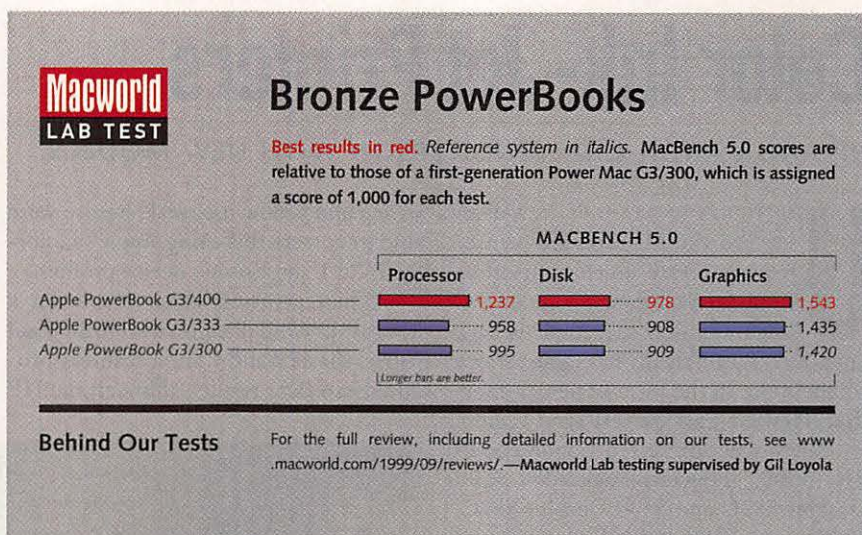 Macworld
LAB TEST
Bronze PowerBooks
Best results in red. Reference system in italics. MacBench 5.0 scores are
relative to those of a first-generation Power Mac G3/300, which is assigned
a score of 1,000 for each test.
MACBENCH 5.0
Processor Disk Graphics
Apple PowerBook G3/400 1,237 978 1,543
Apple PowerBook G3/333 958 908 1,435
Apple PowerBook G3/300 995 909 1,420
Longer bars are better.
Behind Our Tests
For the full review, including detailed information on our tests, see www
.macworld.com/1999/09/reviews/.—Macworld Lab testing supervised by Gil Loyola